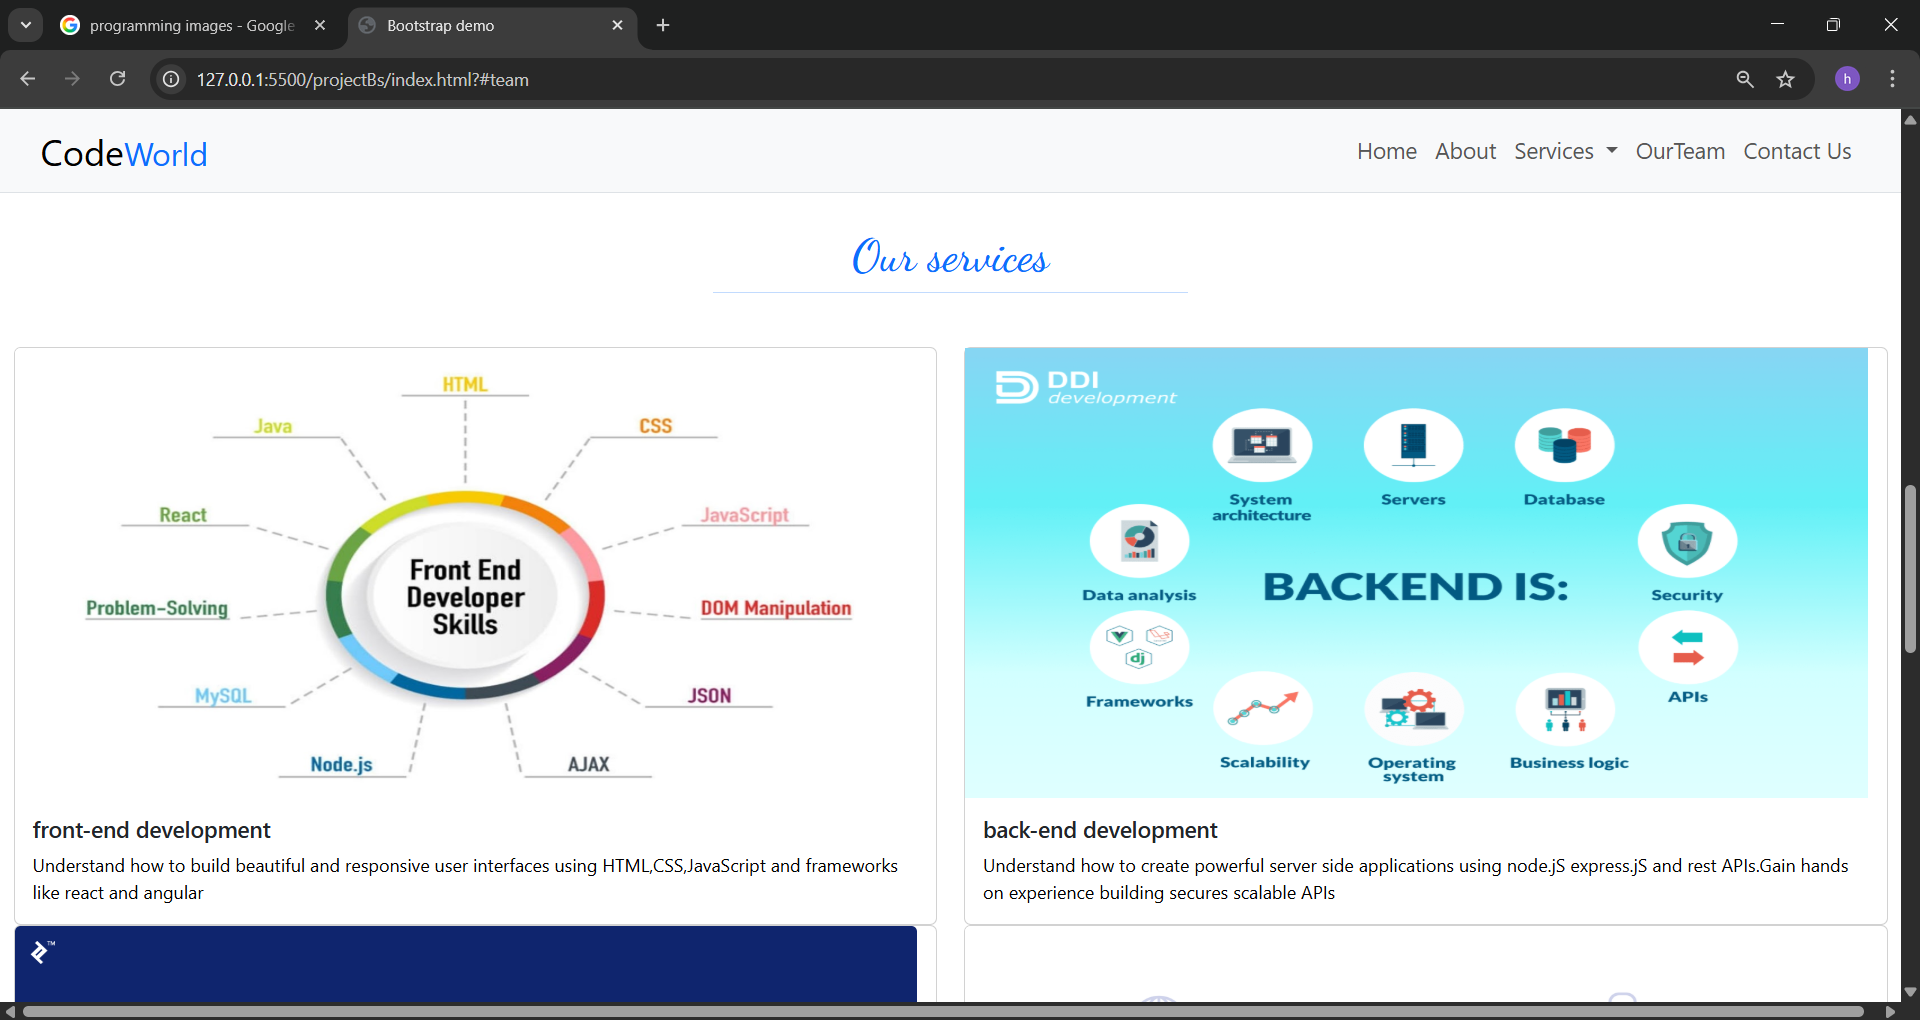 programming images - Google
Bootstrap demo
127.0.0.1:5500/projectBs/index.html?#team
h
CodeWorld
Home About Services OurTeam Contact Us
Our services
HTML
Java
CSS
React
JavaScript
Front End
Developer
Skills
Problem-Solving
DOM Manipulation
MySQL
JSON
Node.js
AJAX
front-end development
Understand how to build beautiful and responsive user interfaces using HTML,CSS,JavaScript and frameworks
like react and angular
DDI
development
System
architecture
Servers
Database
Data analysis
BACKEND IS:
Security
dj
Frameworks
APIs
Scalability
Operating
system
Business logic
back-end development
Understand how to create powerful server side applications using node.jS express.jS and rest APIs.Gain hands
on experience building secures scalable APIs
TM